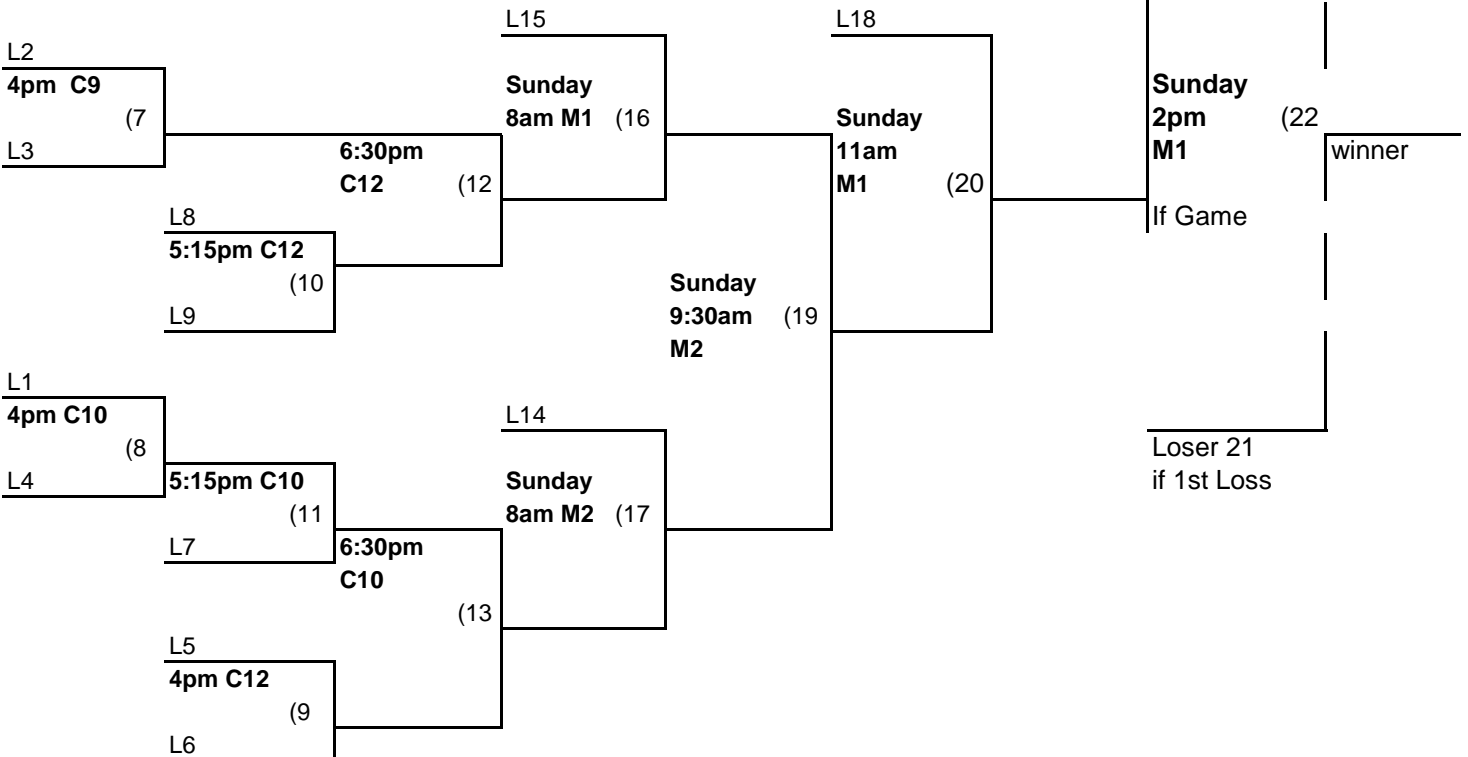 L15
L18
L2
4pm C9
Sunday
Sunday
(7
8am M1 (16
Sunday
2pm (22
L3
6:30pm
11am
M1
winner
C12 (12
M1 (20
L8
If Game
5:15pm C12
(10
Sunday
L9
9:30am (19
M2
L1
4pm C10
L14
(8
Loser 21
L4
5:15pm C10
Sunday
if 1st Loss
(11
8am M2 (17
L7
6:30pm
C10
(13
L5
4pm C12
(9
L6